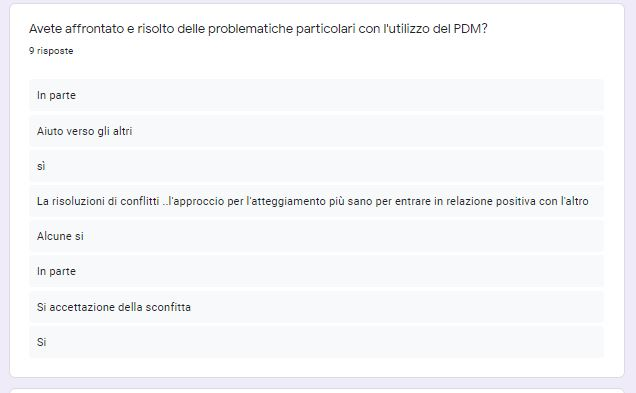 Avete affrontato e risolto delle problematiche particolari con l'utilizzo del PDM?
9 risposte
In parte
Aiuto verso gli altri
sì
La risoluzioni di conflitti ..l'approccio per l'atteggiamento più sano per entrare in relazione positiva con l'altro
Alcune si
In parte
Si accettazione della sconfitta
Si